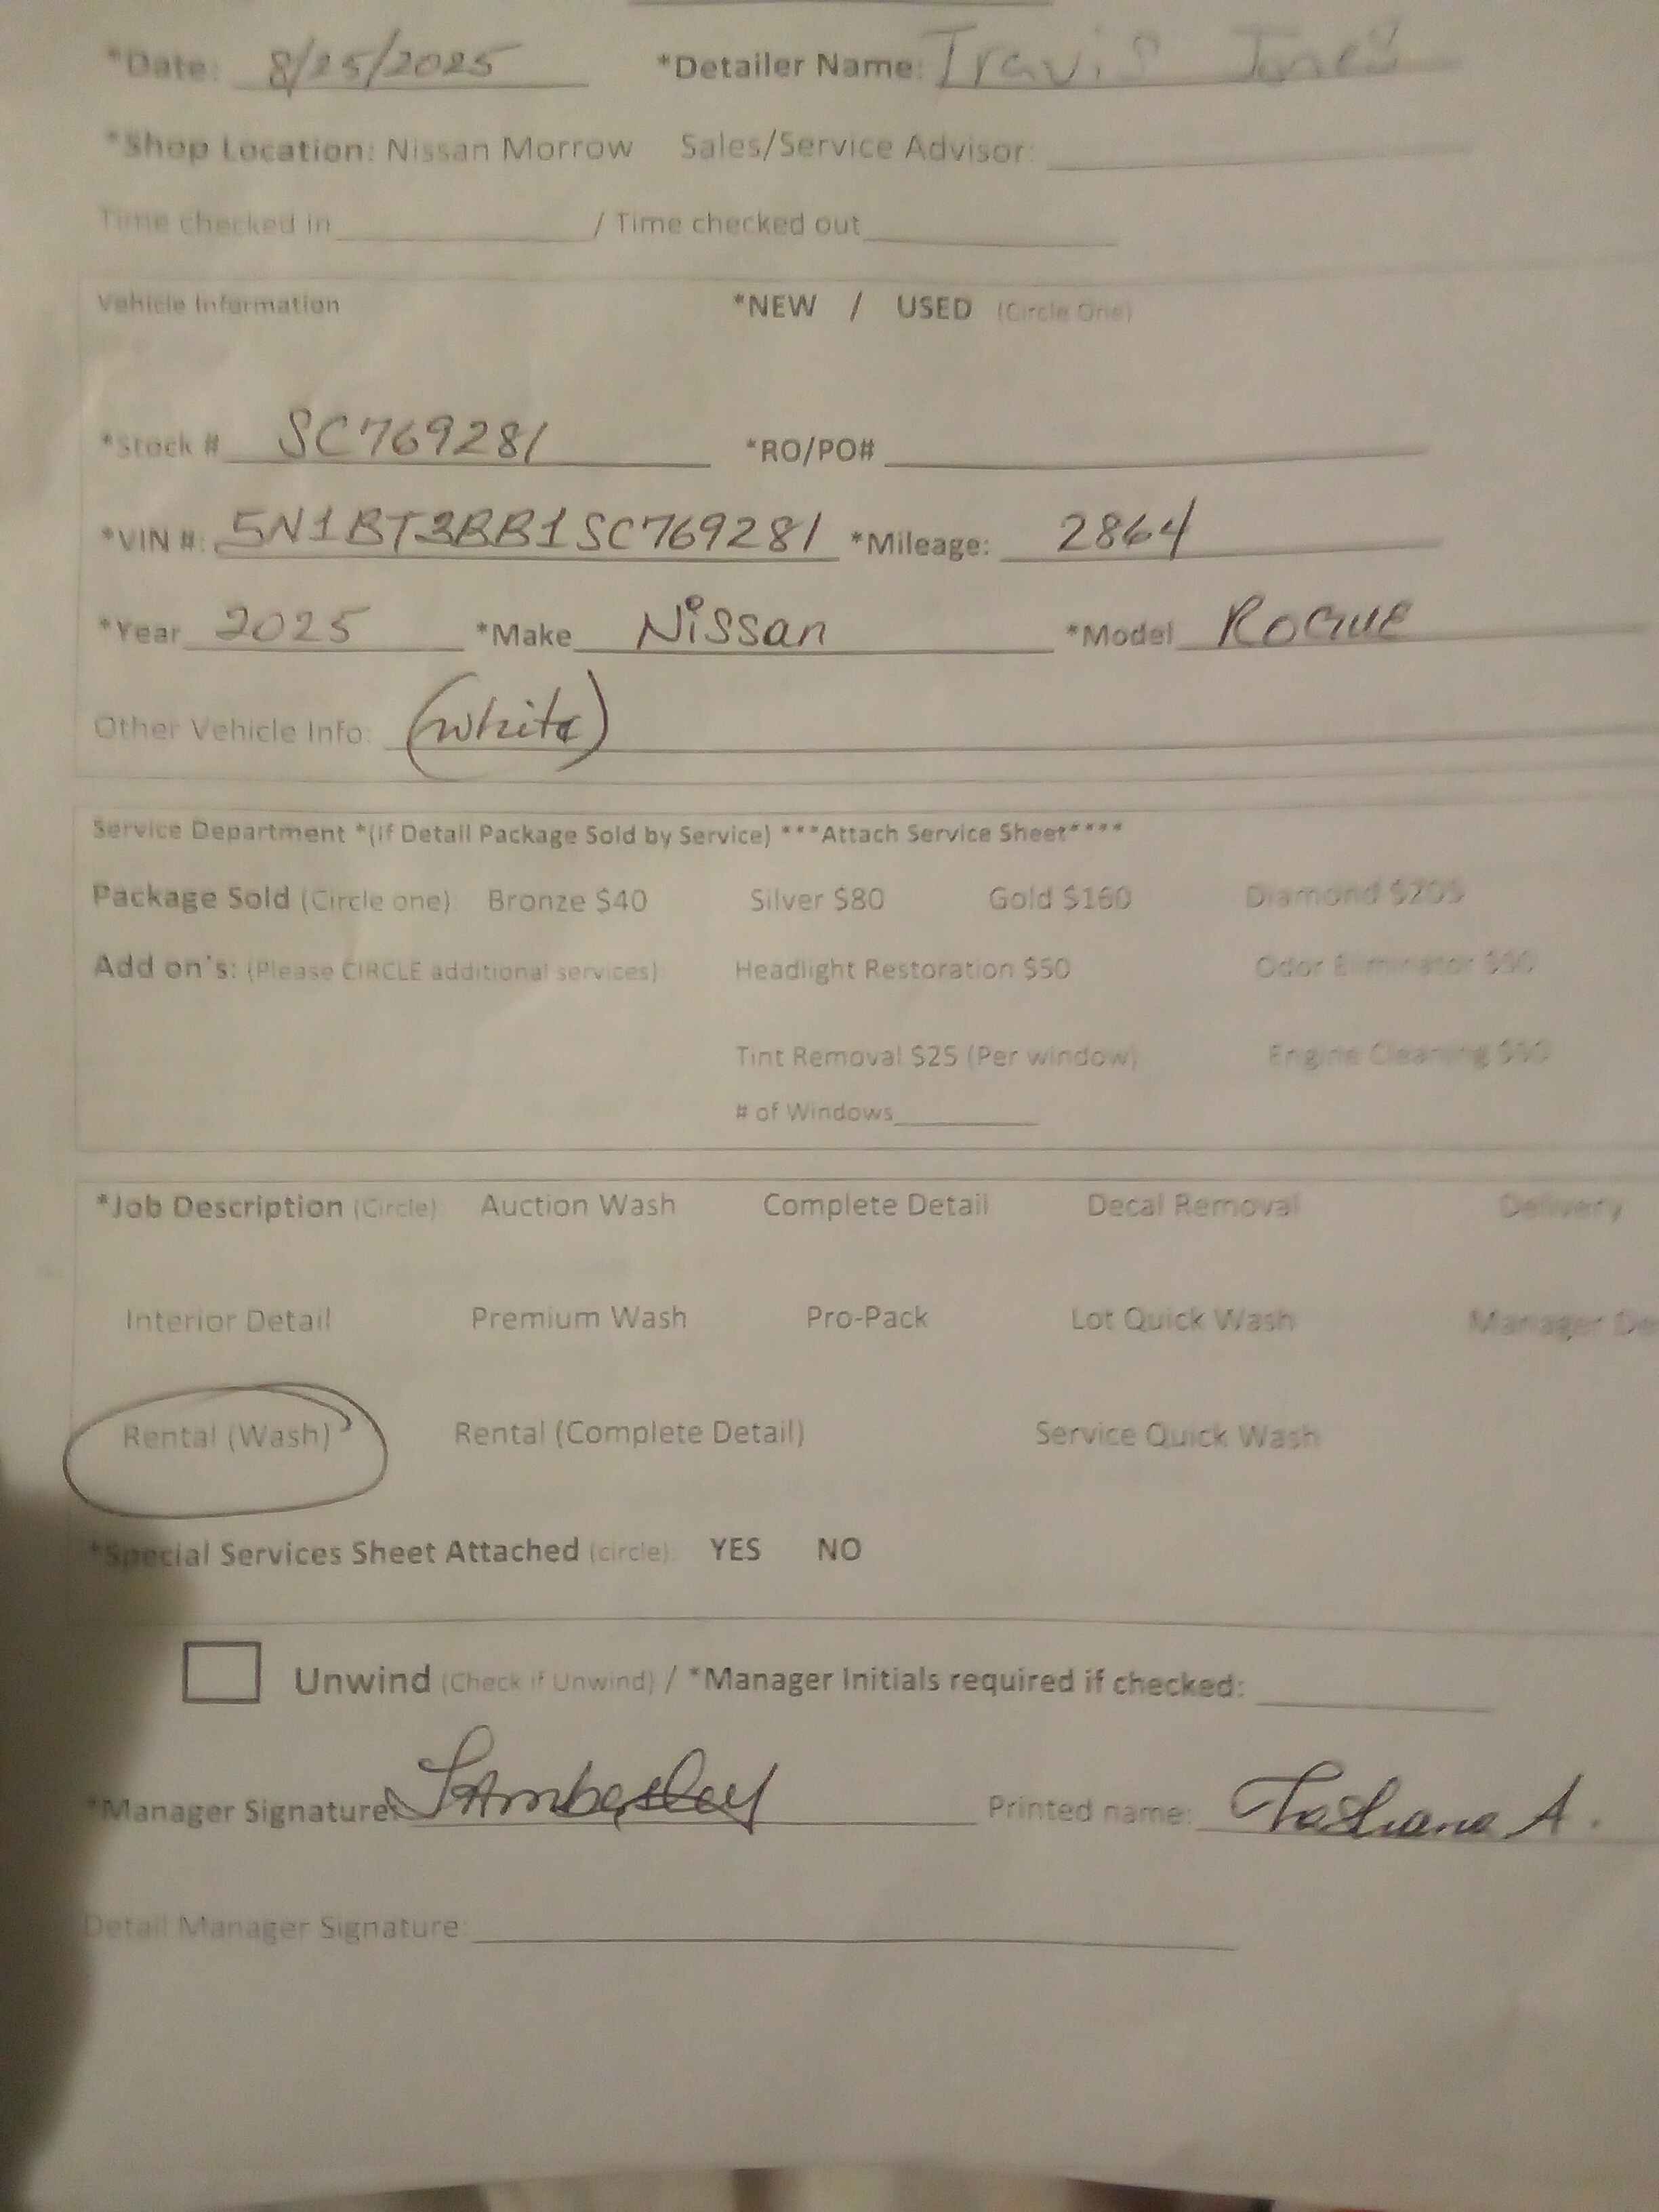 *Date: 8/25/2025 *Detailer Name: Travis Jones
*Shop Location: Nissan Morrow Sales/Service Advisor:
Time checked in / Time checked out
Vehicle Information *NEW / USED (Circle One)
*Stock # SC769281 *RO/PO#
*VIN #: 5N1BT3BB1SC769281 *Mileage: 2864
*Year 2025 *Make Nissan *Model ROGUE
Other Vehicle Info: (white)
Service Department *(If Detail Package Sold by Service) ***Attach Service Sheet****
Package Sold (Circle one) Bronze $40 Silver $80 Gold $160 Diamond $205
Add on's: (Please CIRCLE additional services) Headlight Restoration $50 Odor Eliminator
Tint Removal $25 (Per window) Engine Cleaning
# of Windows
*Job Description (Circle) Auction Wash Complete Detail Decal Removal Delivery
Interior Detail Premium Wash Pro-Pack Lot Quick Wash Manager De
Rental (Wash) Rental (Complete Detail) Service Quick Wash
*Special Services Sheet Attached (circle): YES NO
Unwind (Check if Unwind) / *Manager Initials required if checked:
*Manager Signature: Printed name: A.
Detail Manager Signature: